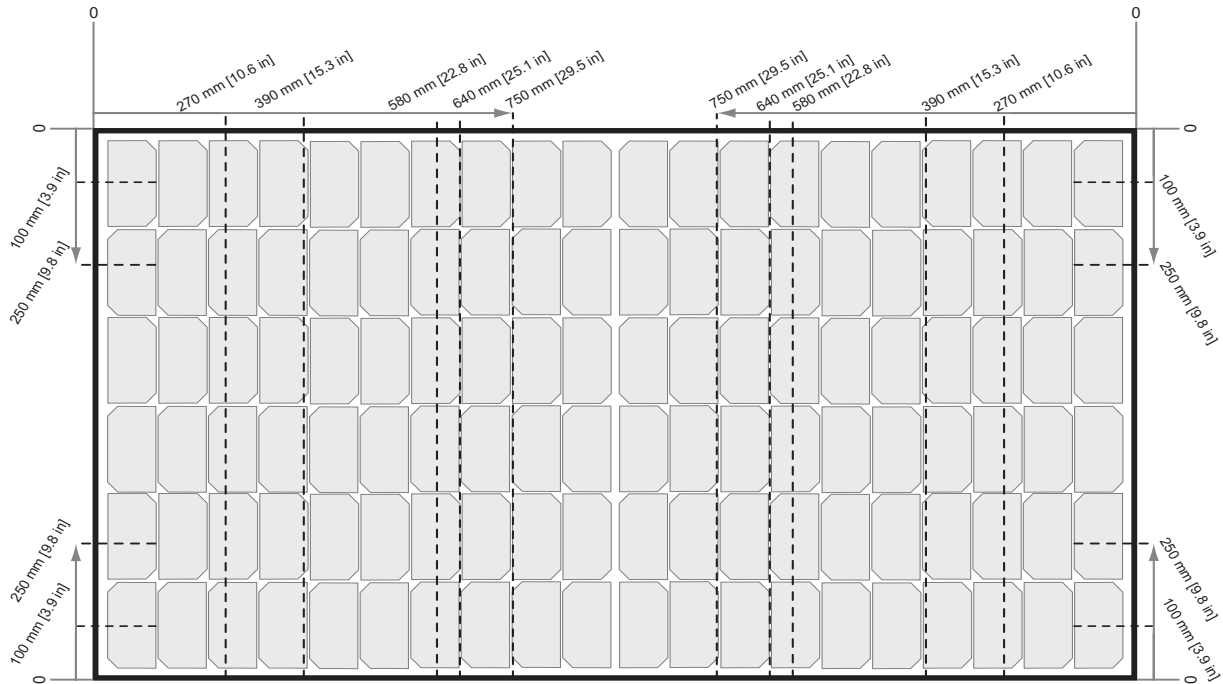 0
0
270 mm [10.6 in]
390 mm [15.3 in]
580 mm [22.8 in]
640 mm [25.1 in]
750 mm [29.5 in]
750 mm [29.5 in]
640 mm [25.1 in]
580 mm [22.8 in]
390 mm [15.3 in]
270 mm [10.6 in]
0
0
100 mm [3.9 in]
250 mm [9.8 in]
100 mm [3.9 in]
250 mm [9.8 in]
250 mm [9.8 in]
100 mm [3.9 in]
250 mm [9.8 in]
100 mm [3.9 in]
0
0